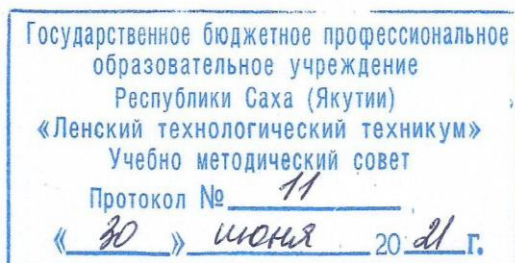 Государственное бюджетное профессиональное
образовательное учреждение
Республики Саха (Якутии)
«Ленский технологический техникум»
Учебно методический совет
Протокол № 11
« 30 » июня 20 21 г.